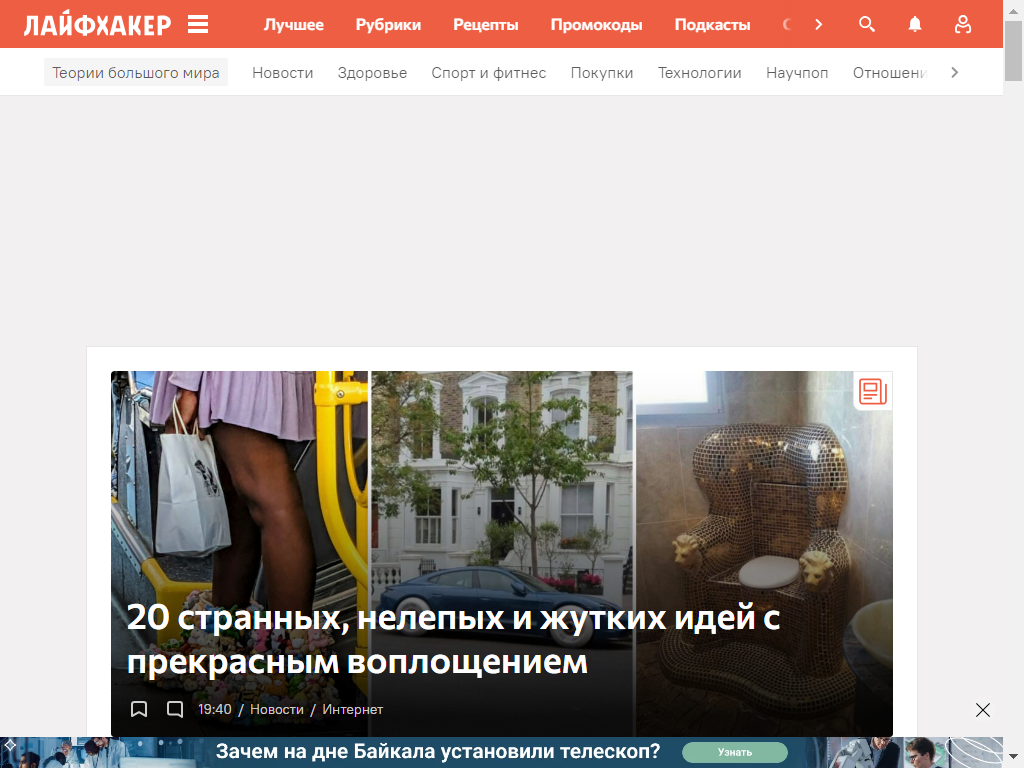 ЛАЙФХАКЕР
Лучшее Рубрики Рецепты Промокоды Подкасты
Теории большого мира Новости Здоровье Спорт и фитнес Покупки Технологии Научпоп Отношени
20 странных, нелепых и жутких идей с
прекрасным воплощением
19:40 / Новости / Интернет
Зачем на дне Байкала установили телескоп? Узнать